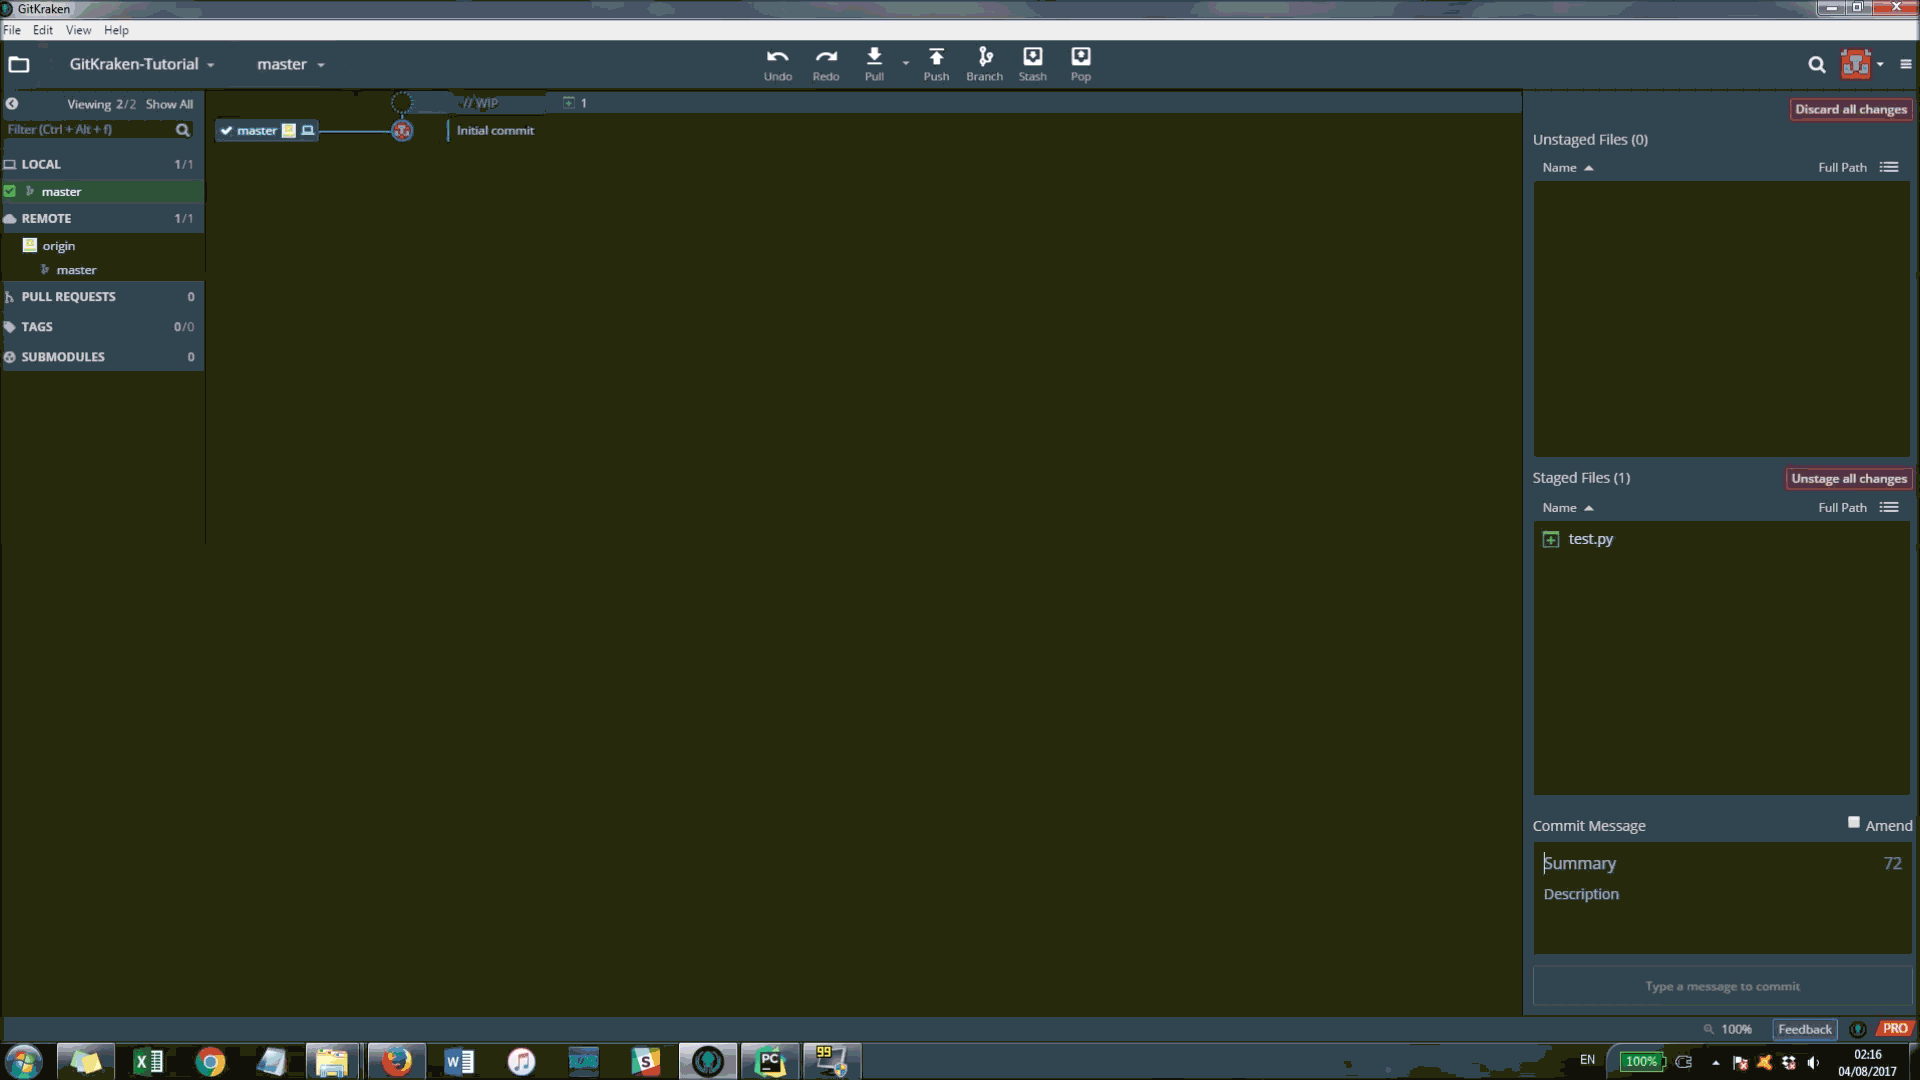 GitKraken
File Edit View Help
GitKraken-Tutorial master
Undo Redo Pull Push Branch Stash Pop
Viewing 2/2 Show All
Filter (Ctrl + Alt + f)
LOCAL 1/1
master
REMOTE 1/1
origin
master
PULL REQUESTS 0
TAGS 0/0
SUBMODULES 0
// WIP 1
master Initial commit
Discard all changes
Unstaged Files (0)
Name Full Path
Staged Files (1) Unstage all changes
Name Full Path
test.py
Commit Message Amend
Summary 72
Description
Type a message to commit
100% Feedback PRO
99
W
S
PC
EN 100% 02:16
04/08/2017